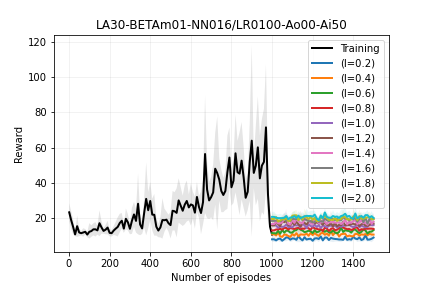 LA30-BETAm01-NN016/LR0100-Ao00-Ai50
120
100
80
60
40
20
Reward
0
200
400
600
800
1000
1200
1400
Number of episodes
Training
(l=0.2)
(l=0.4)
(l=0.6)
(l=0.8)
(l=1.0)
(l=1.2)
(l=1.4)
(l=1.6)
(l=1.8)
(l=2.0)